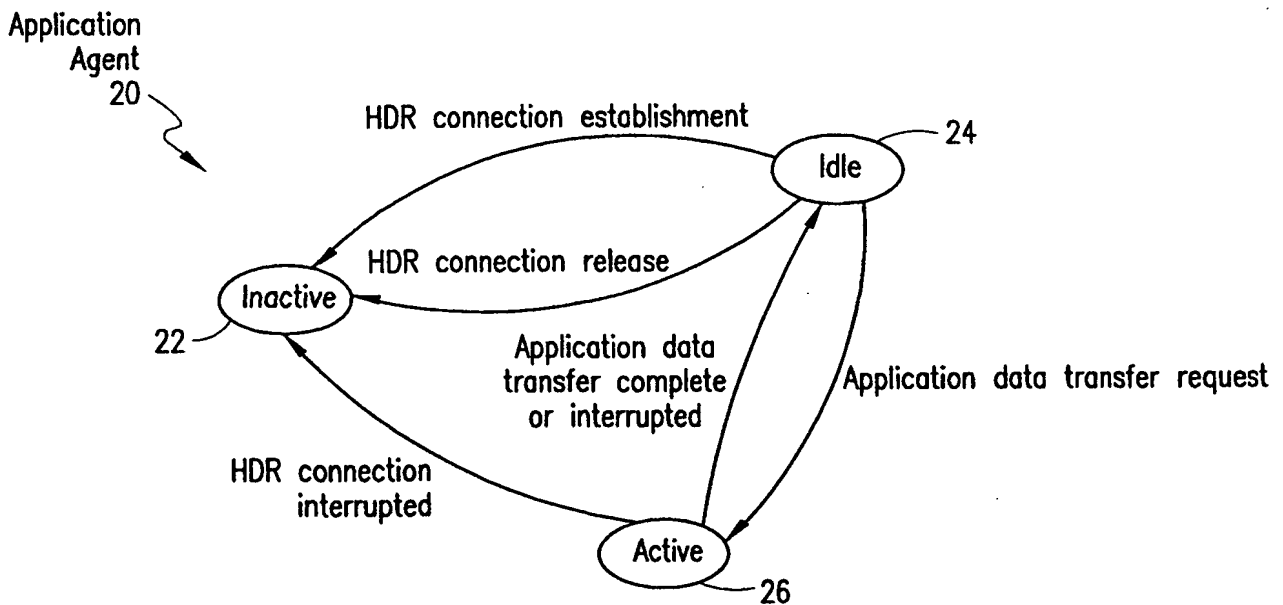 Application
Agent
20
HDR connection establishment
24
Idle
HDR connection release
Inactive
22
Application data
transfer complete
or interrupted
Application data transfer request
HDR connection
interrupted
Active
26